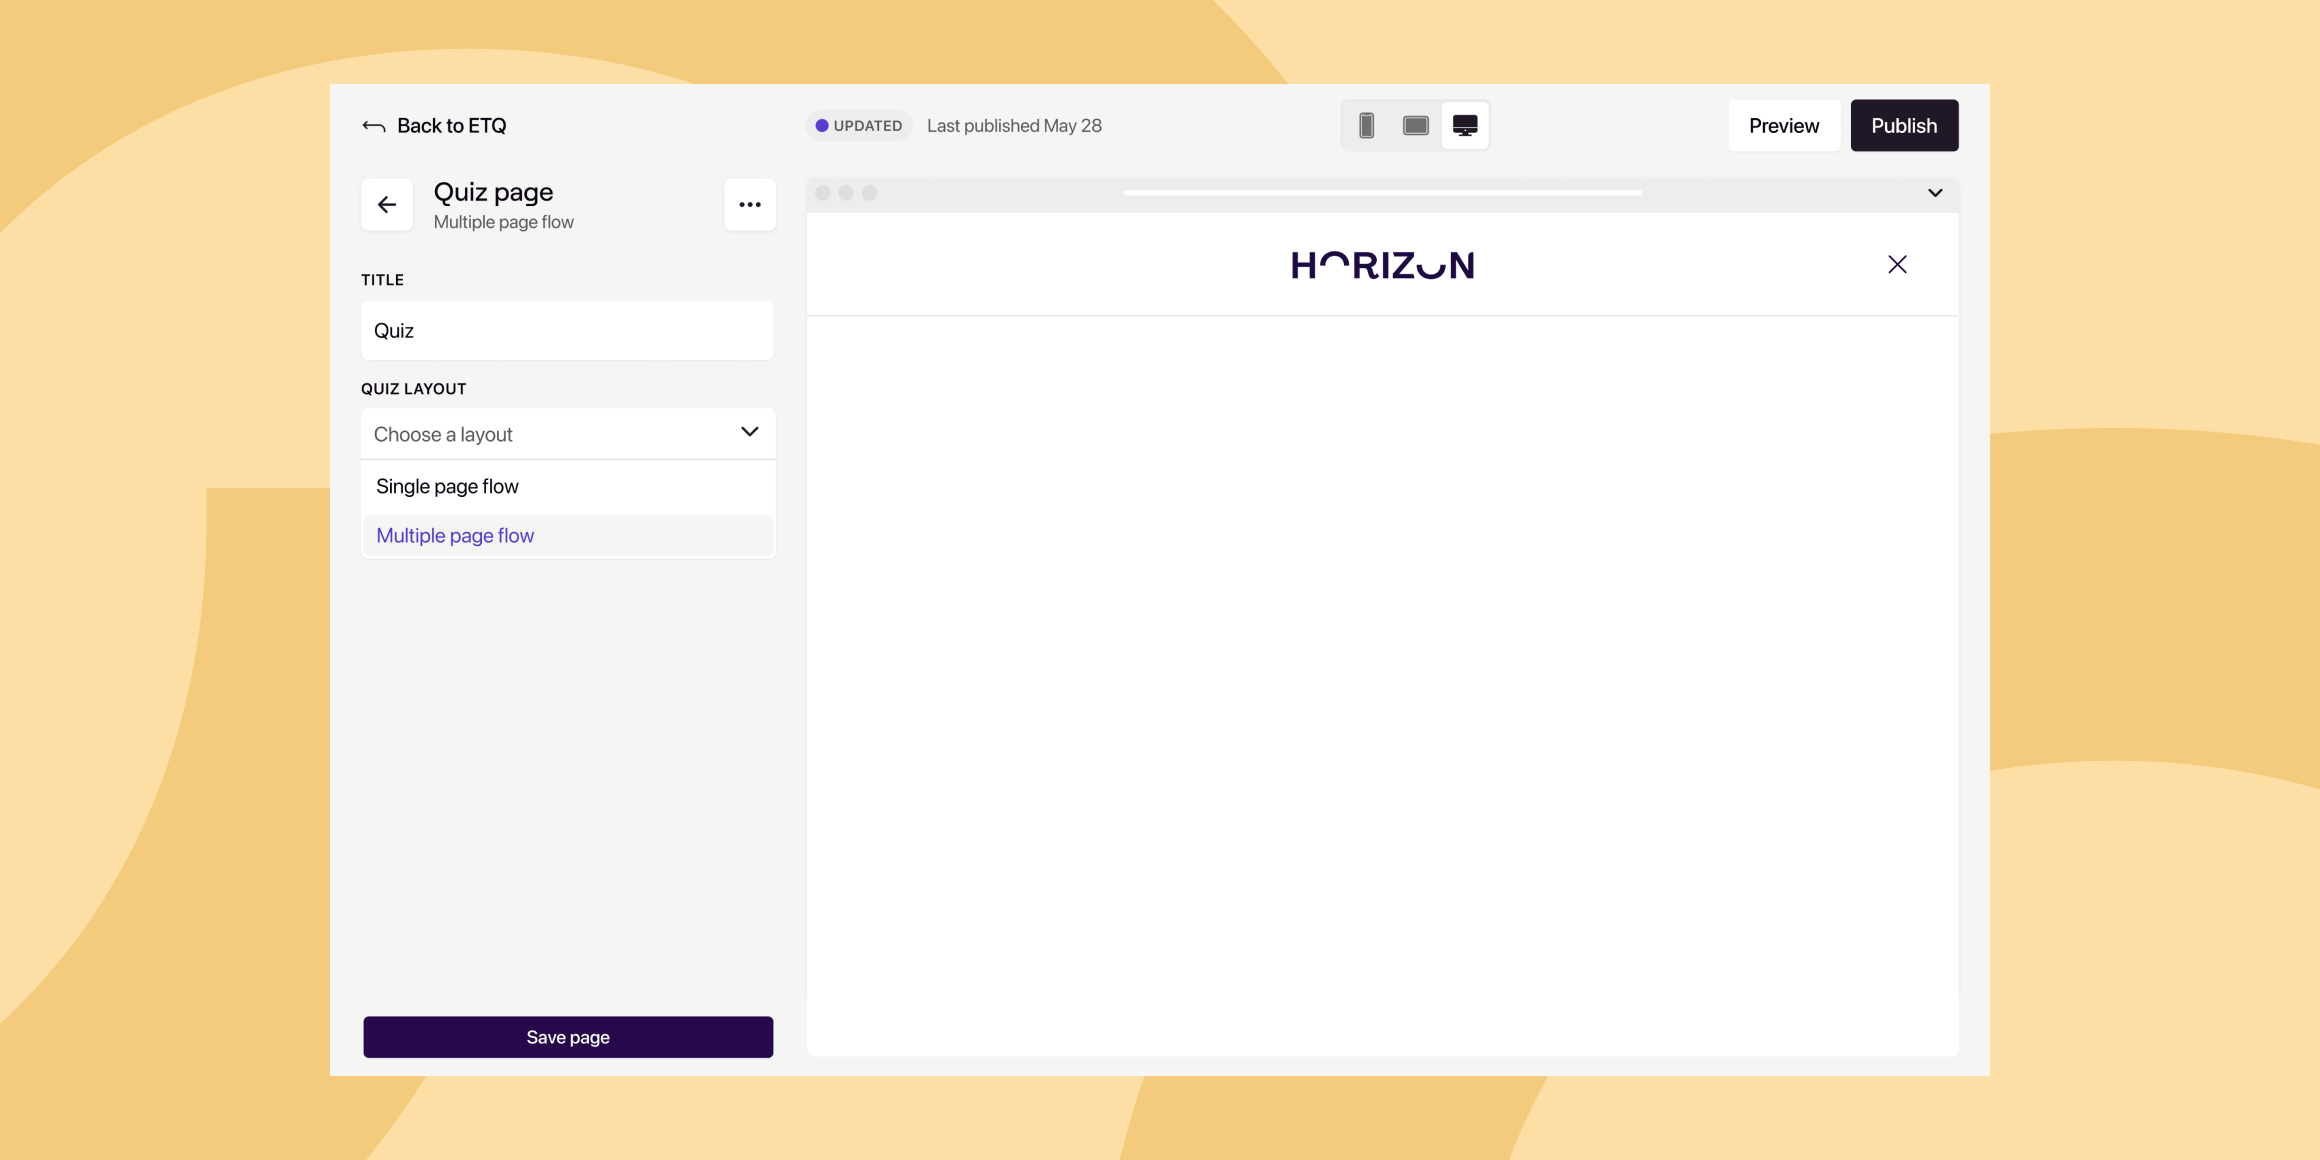 Back to ETQ
UPDATED
Last published May 28
Preview
Publish
Quiz page
Multiple page flow
TITLE
Quiz
QUIZ LAYOUT
Choose a layout
Single page flow
Multiple page flow
Save page
HORIZON